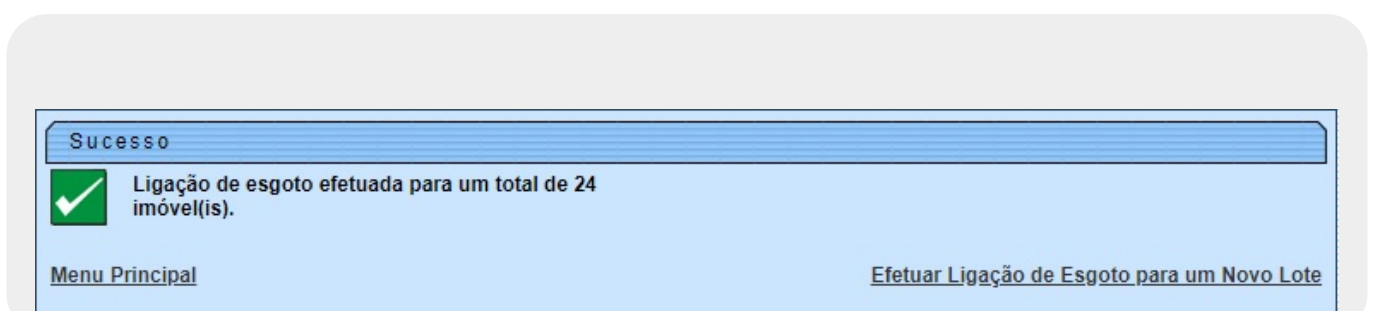 Sucesso
Ligação de esgoto efetuada para um total de 24
imóvel(is).
Menu Principal
Efetuar Ligação de Esgoto para um Novo Lote